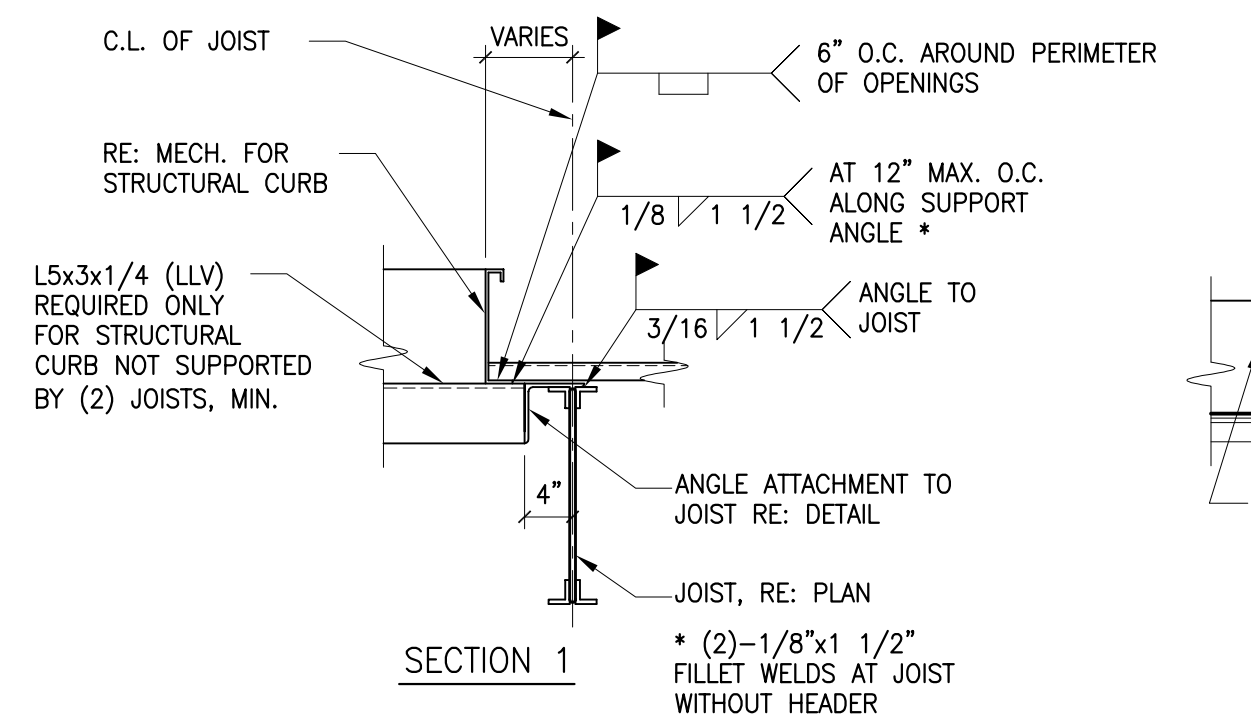 C.L. OF JOIST
VARIES
6” O.C. AROUND PERIMETER
OF OPENINGS
RE: MECH. FOR
STRUCTURAL CURB
1/8 1 1/2
AT 12” MAX. O.C.
ALONG SUPPORT
ANGLE *
L5x3x1/4 (LLV)
REQUIRED ONLY
FOR STRUCTURAL
CURB NOT SUPPORTED
BY (2) JOISTS, MIN.
3/16 1 1/2
ANGLE TO
JOIST
4”
ANGLE ATTACHMENT TO
JOIST RE: DETAIL
JOIST, RE: PLAN
* (2)-1/8”x1 1/2”
FILLET WELDS AT JOIST
WITHOUT HEADER
SECTION 1